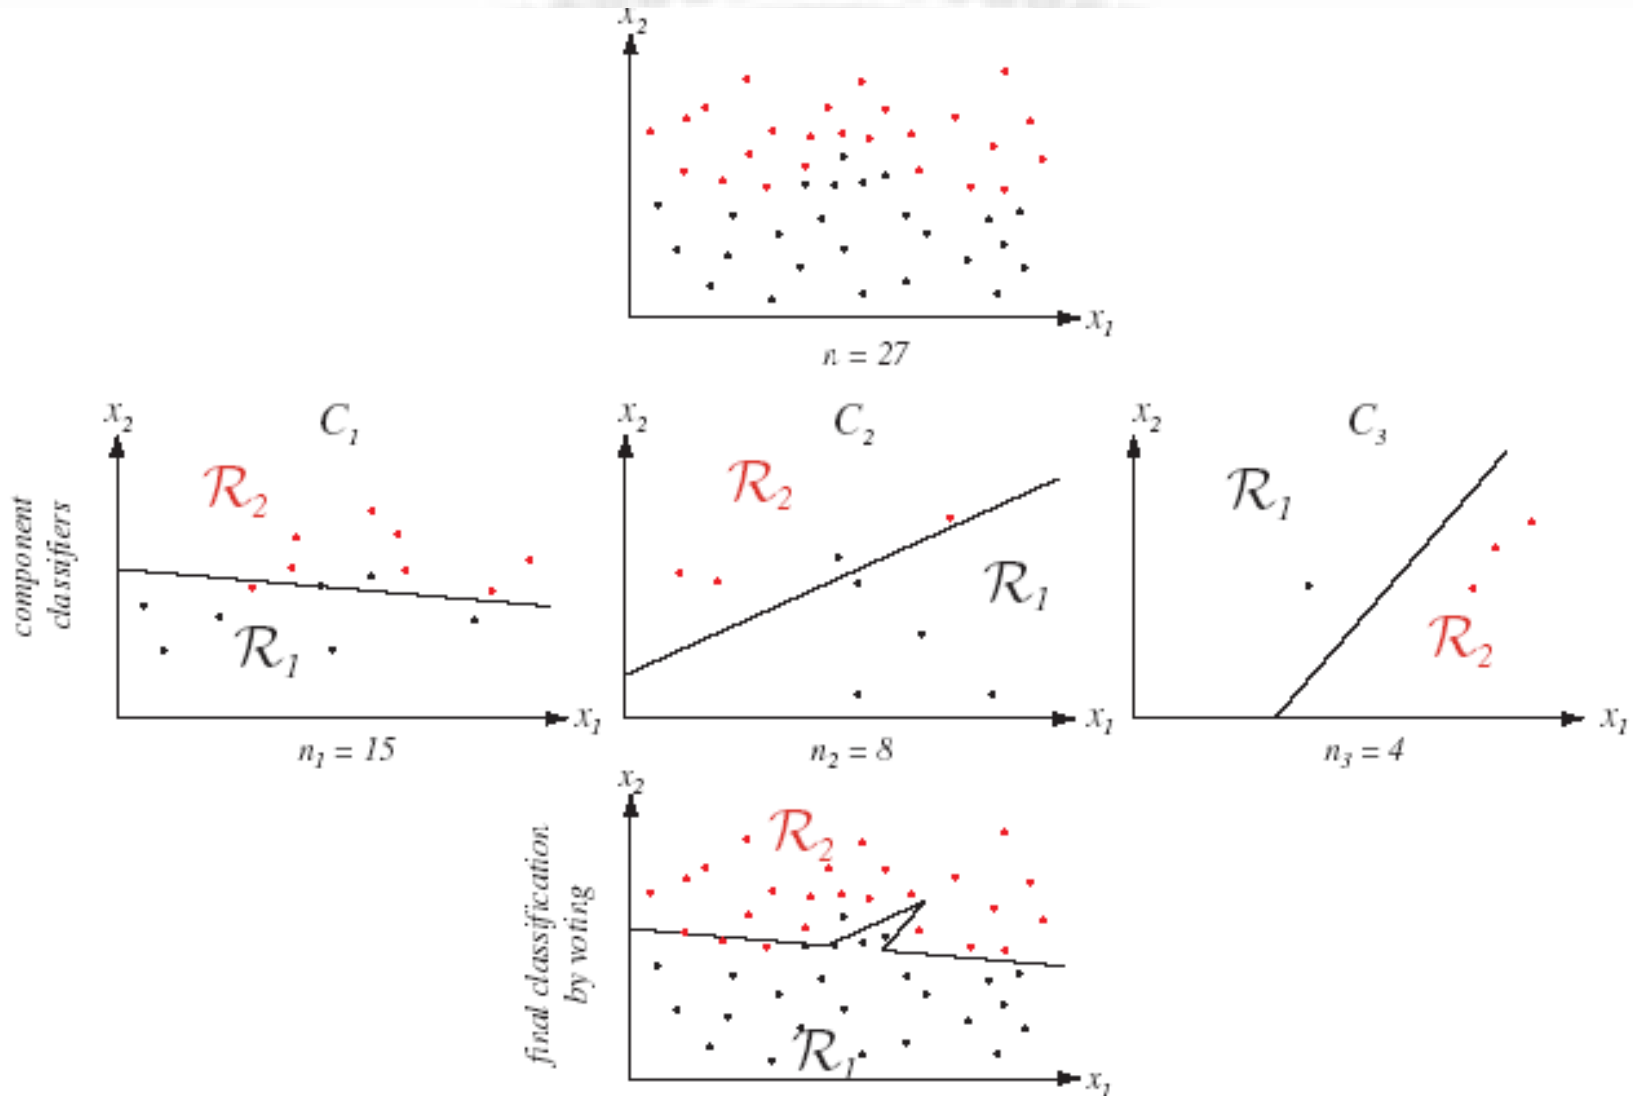 x₂
x₁
n = 27
component
classifiers
x₂
C₁
R₂
R₁
x₁
n₁ = 15
x₂
C₂
R₂
R₁
x₁
n₂ = 8
x₂
C₃
R₁
R₂
x₁
n₃ = 4
final classification
by voting
x₂
R₂
R₁
x₁